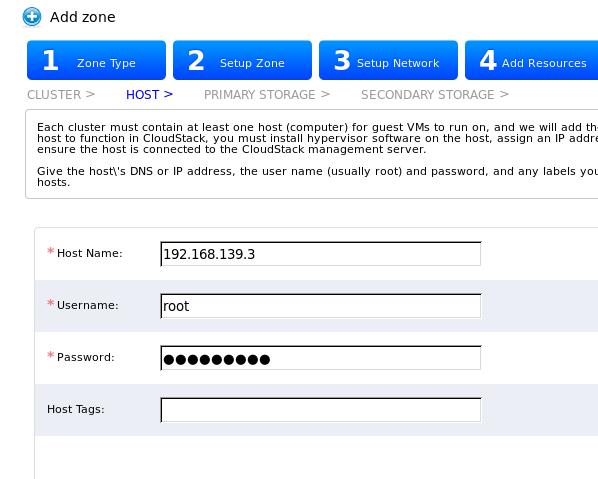 Add zone
1 Zone Type 2 Setup Zone 3 Setup Network 4 Add Resources
CLUSTER > HOST > PRIMARY STORAGE > SECONDARY STORAGE >
Each cluster must contain at least one host (computer) for guest VMs to run on, and we will add the
host to function in CloudStack, you must install hypervisor software on the host, assign an IP addre
ensure the host is connected to the CloudStack management server.
Give the host\'s DNS or IP address, the user name (usually root) and password, and any labels you
hosts.
* Host Name: 192.168.139.3
* Username: root
* Password: ●●●●●●●●●
Host Tags: